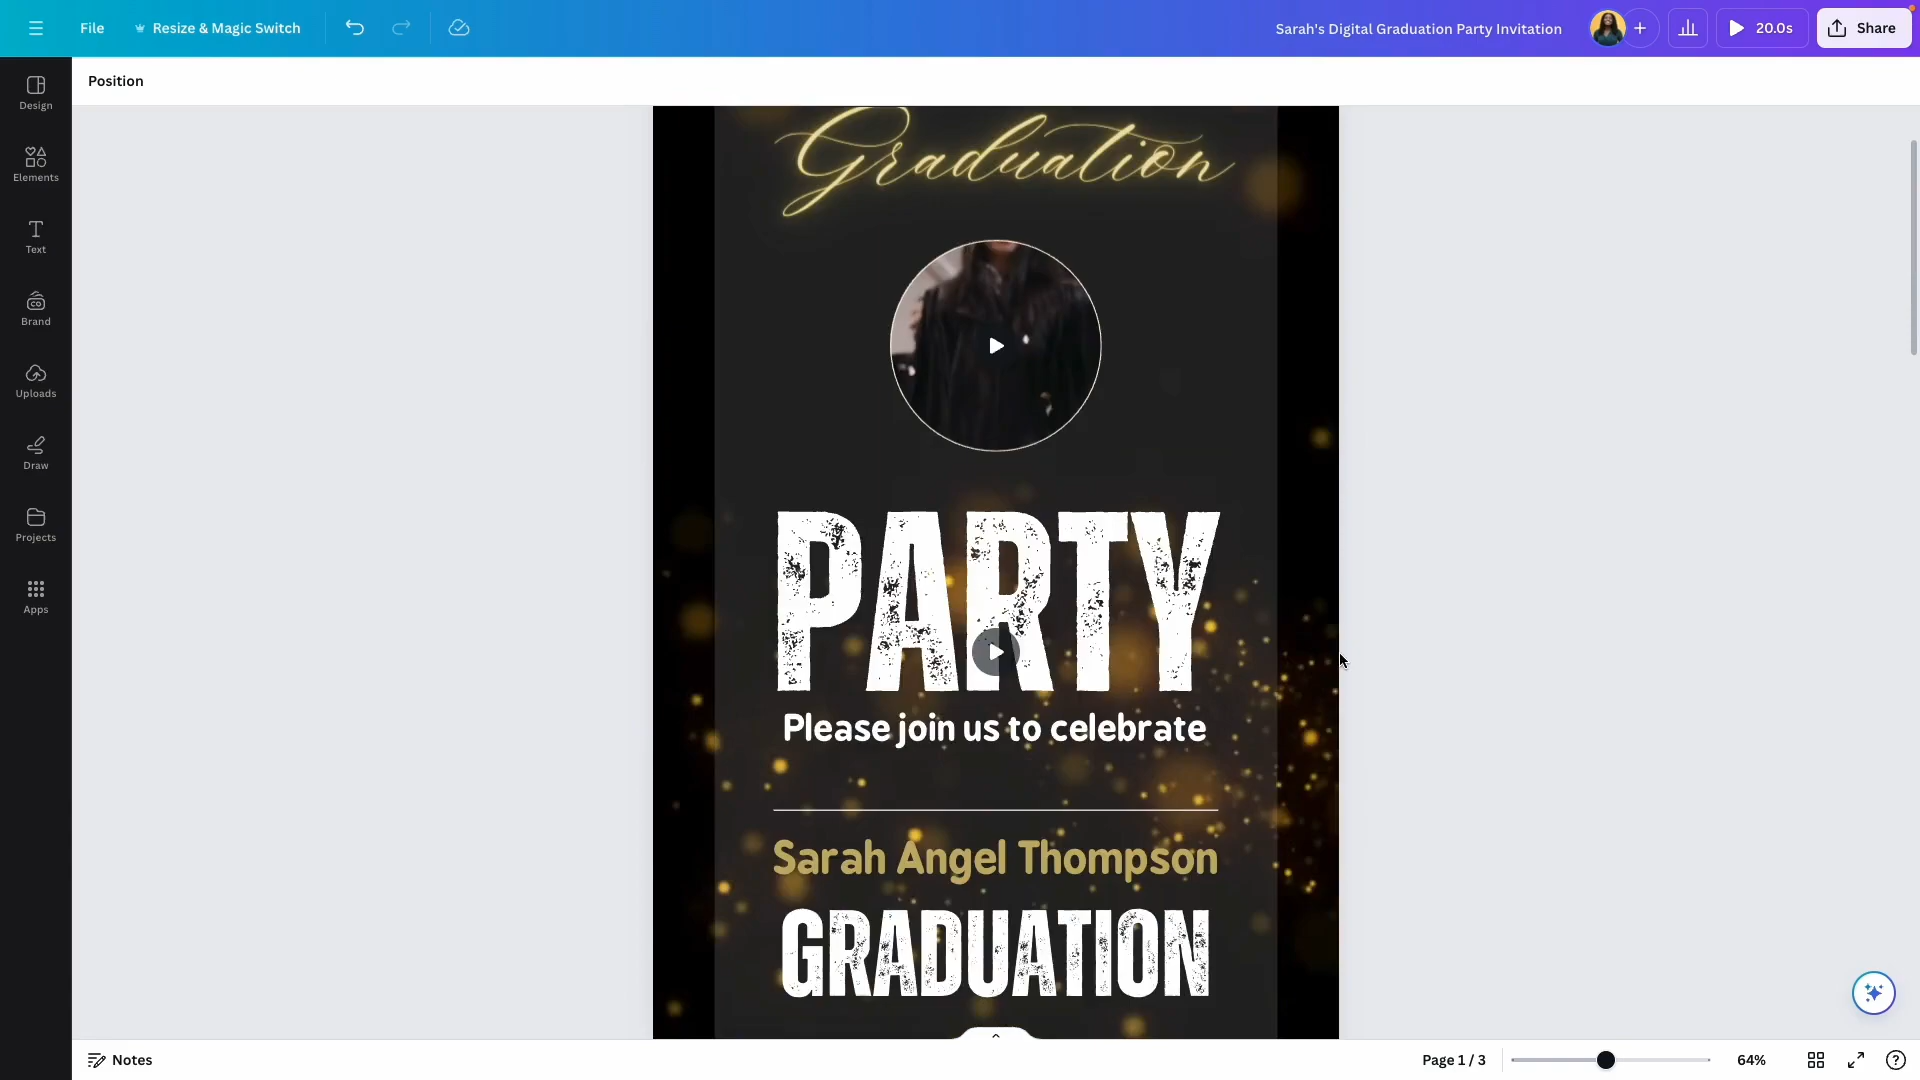 File
Resize & Magic Switch
Sarah's Digital Graduation Party Invitation
20.0s
Share
Position
Design
Elements
Text
Brand
Uploads
Draw
Projects
Apps
Graduation
PARTY
Please join us to celebrate
Sarah Angel Thompson
GRADUATION
Notes
Page 1 / 3
64%